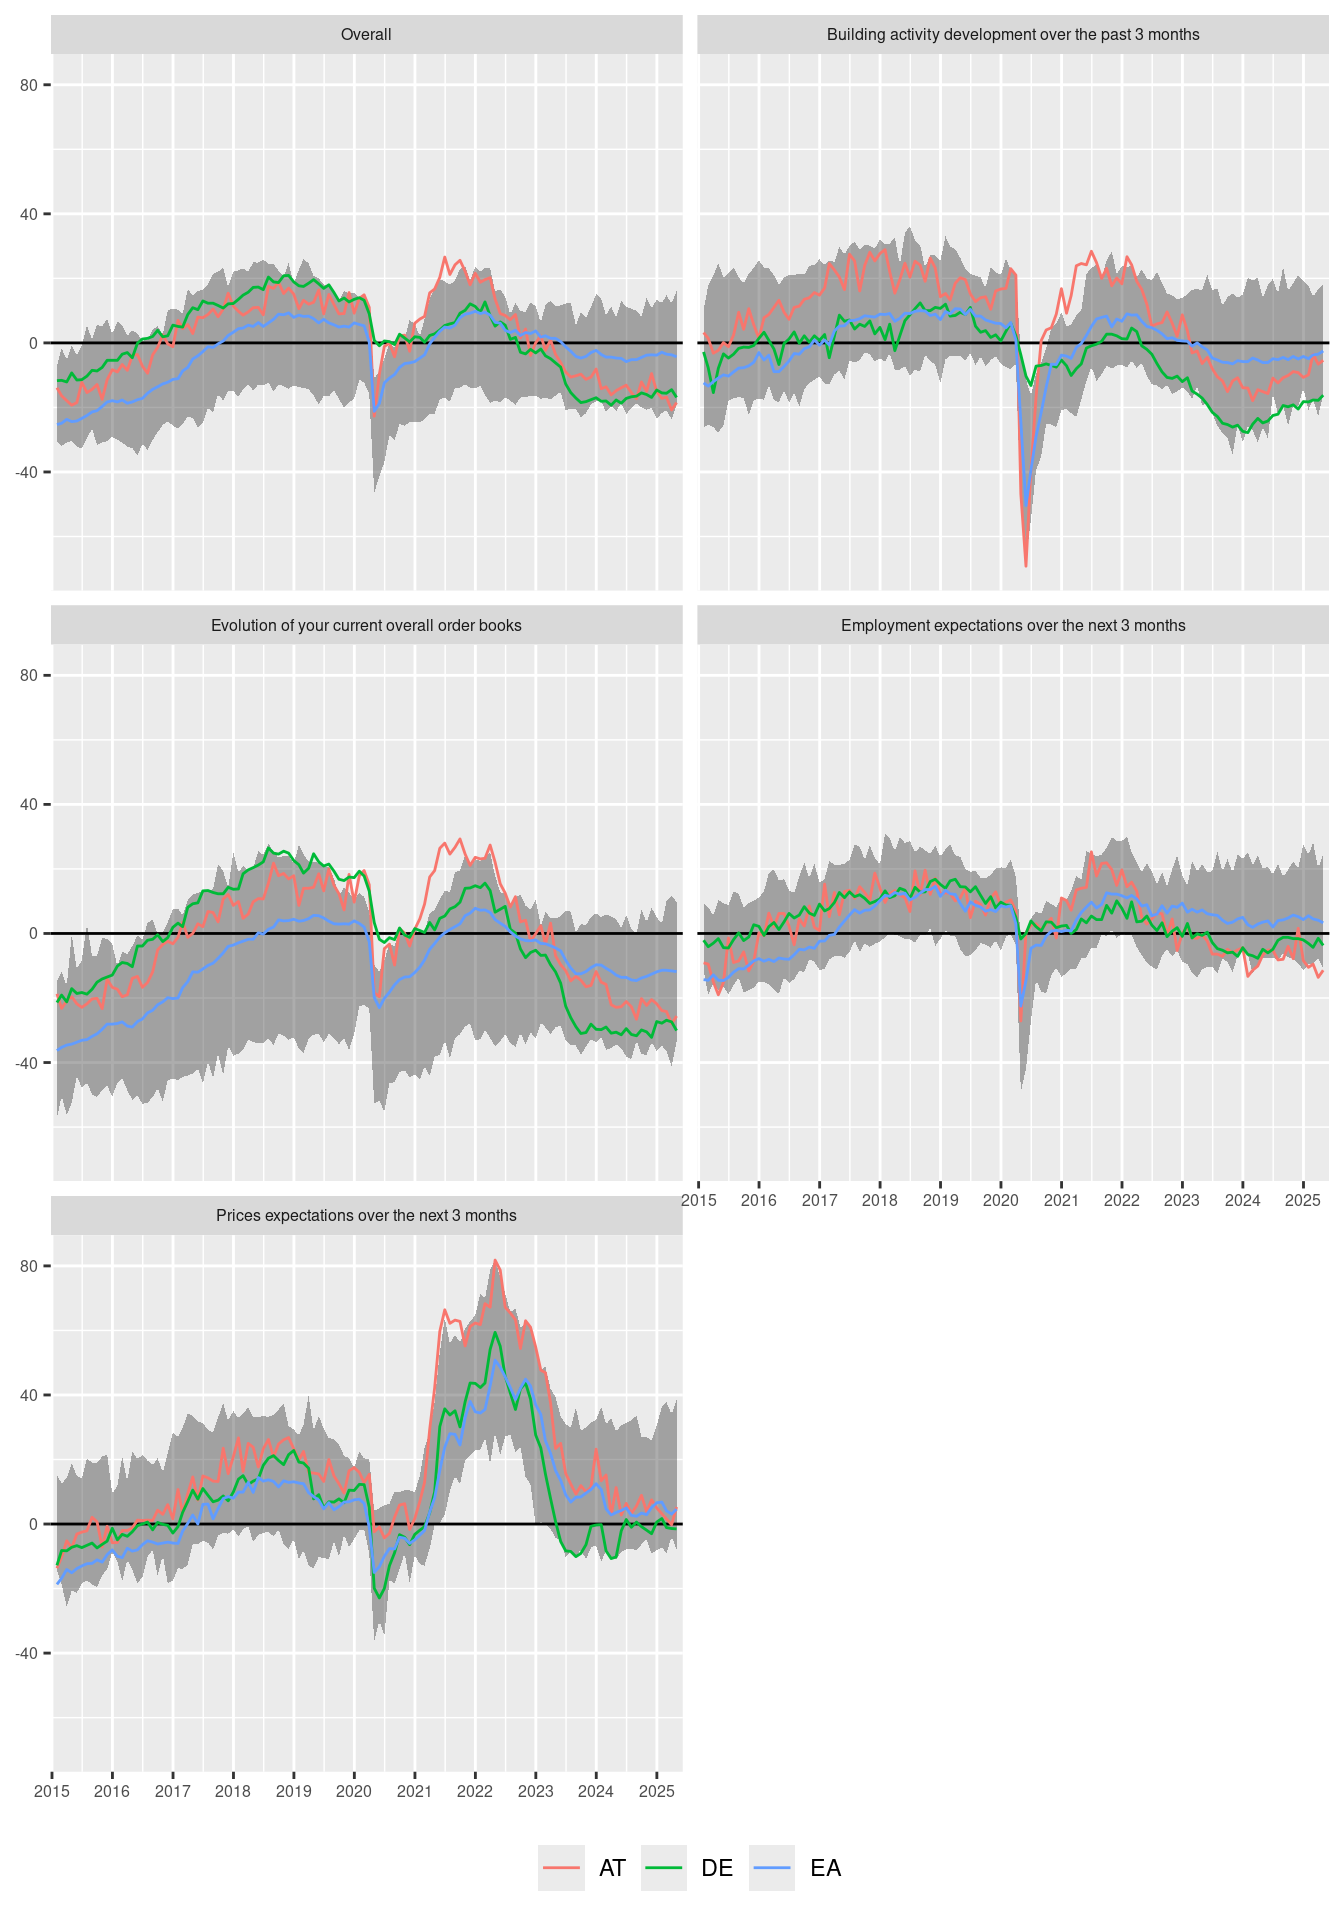 Overall
Building activity development over the past 3 months
80
40
0
-40
Evolution of your current overall order books
Employment expectations over the next 3 months
80
40
0
-40
2015 2016 2017 2018 2019 2020 2021 2022 2023 2024 2025
Prices expectations over the next 3 months
80
40
0
-40
2015 2016 2017 2018 2019 2020 2021 2022 2023 2024 2025
AT DE EA